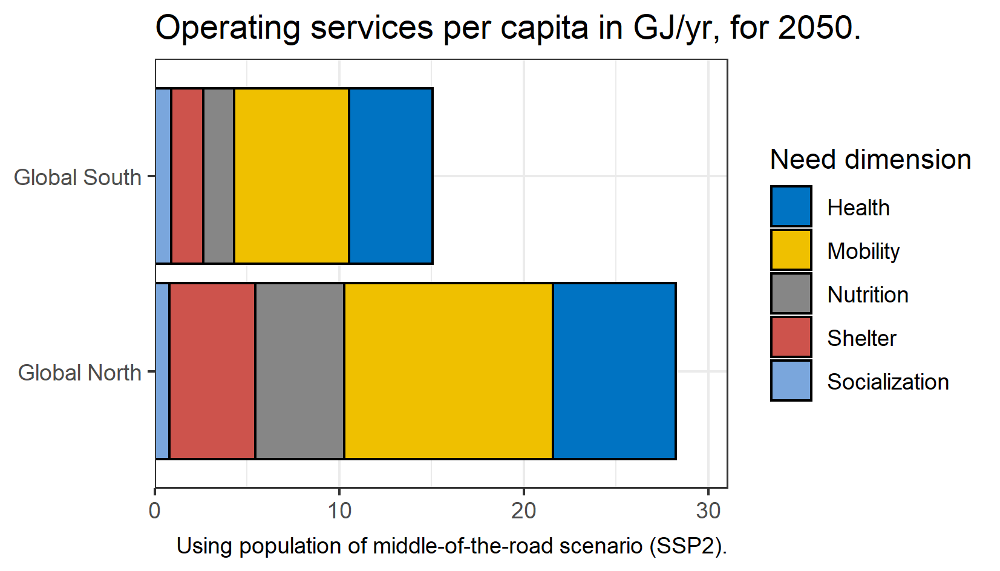 Operating services per capita in GJ/yr, for 2050.
Global South
Global North
0 10 20 30
Using population of middle-of-the-road scenario (SSP2).
Need dimension
Health
Mobility
Nutrition
Shelter
Socialization